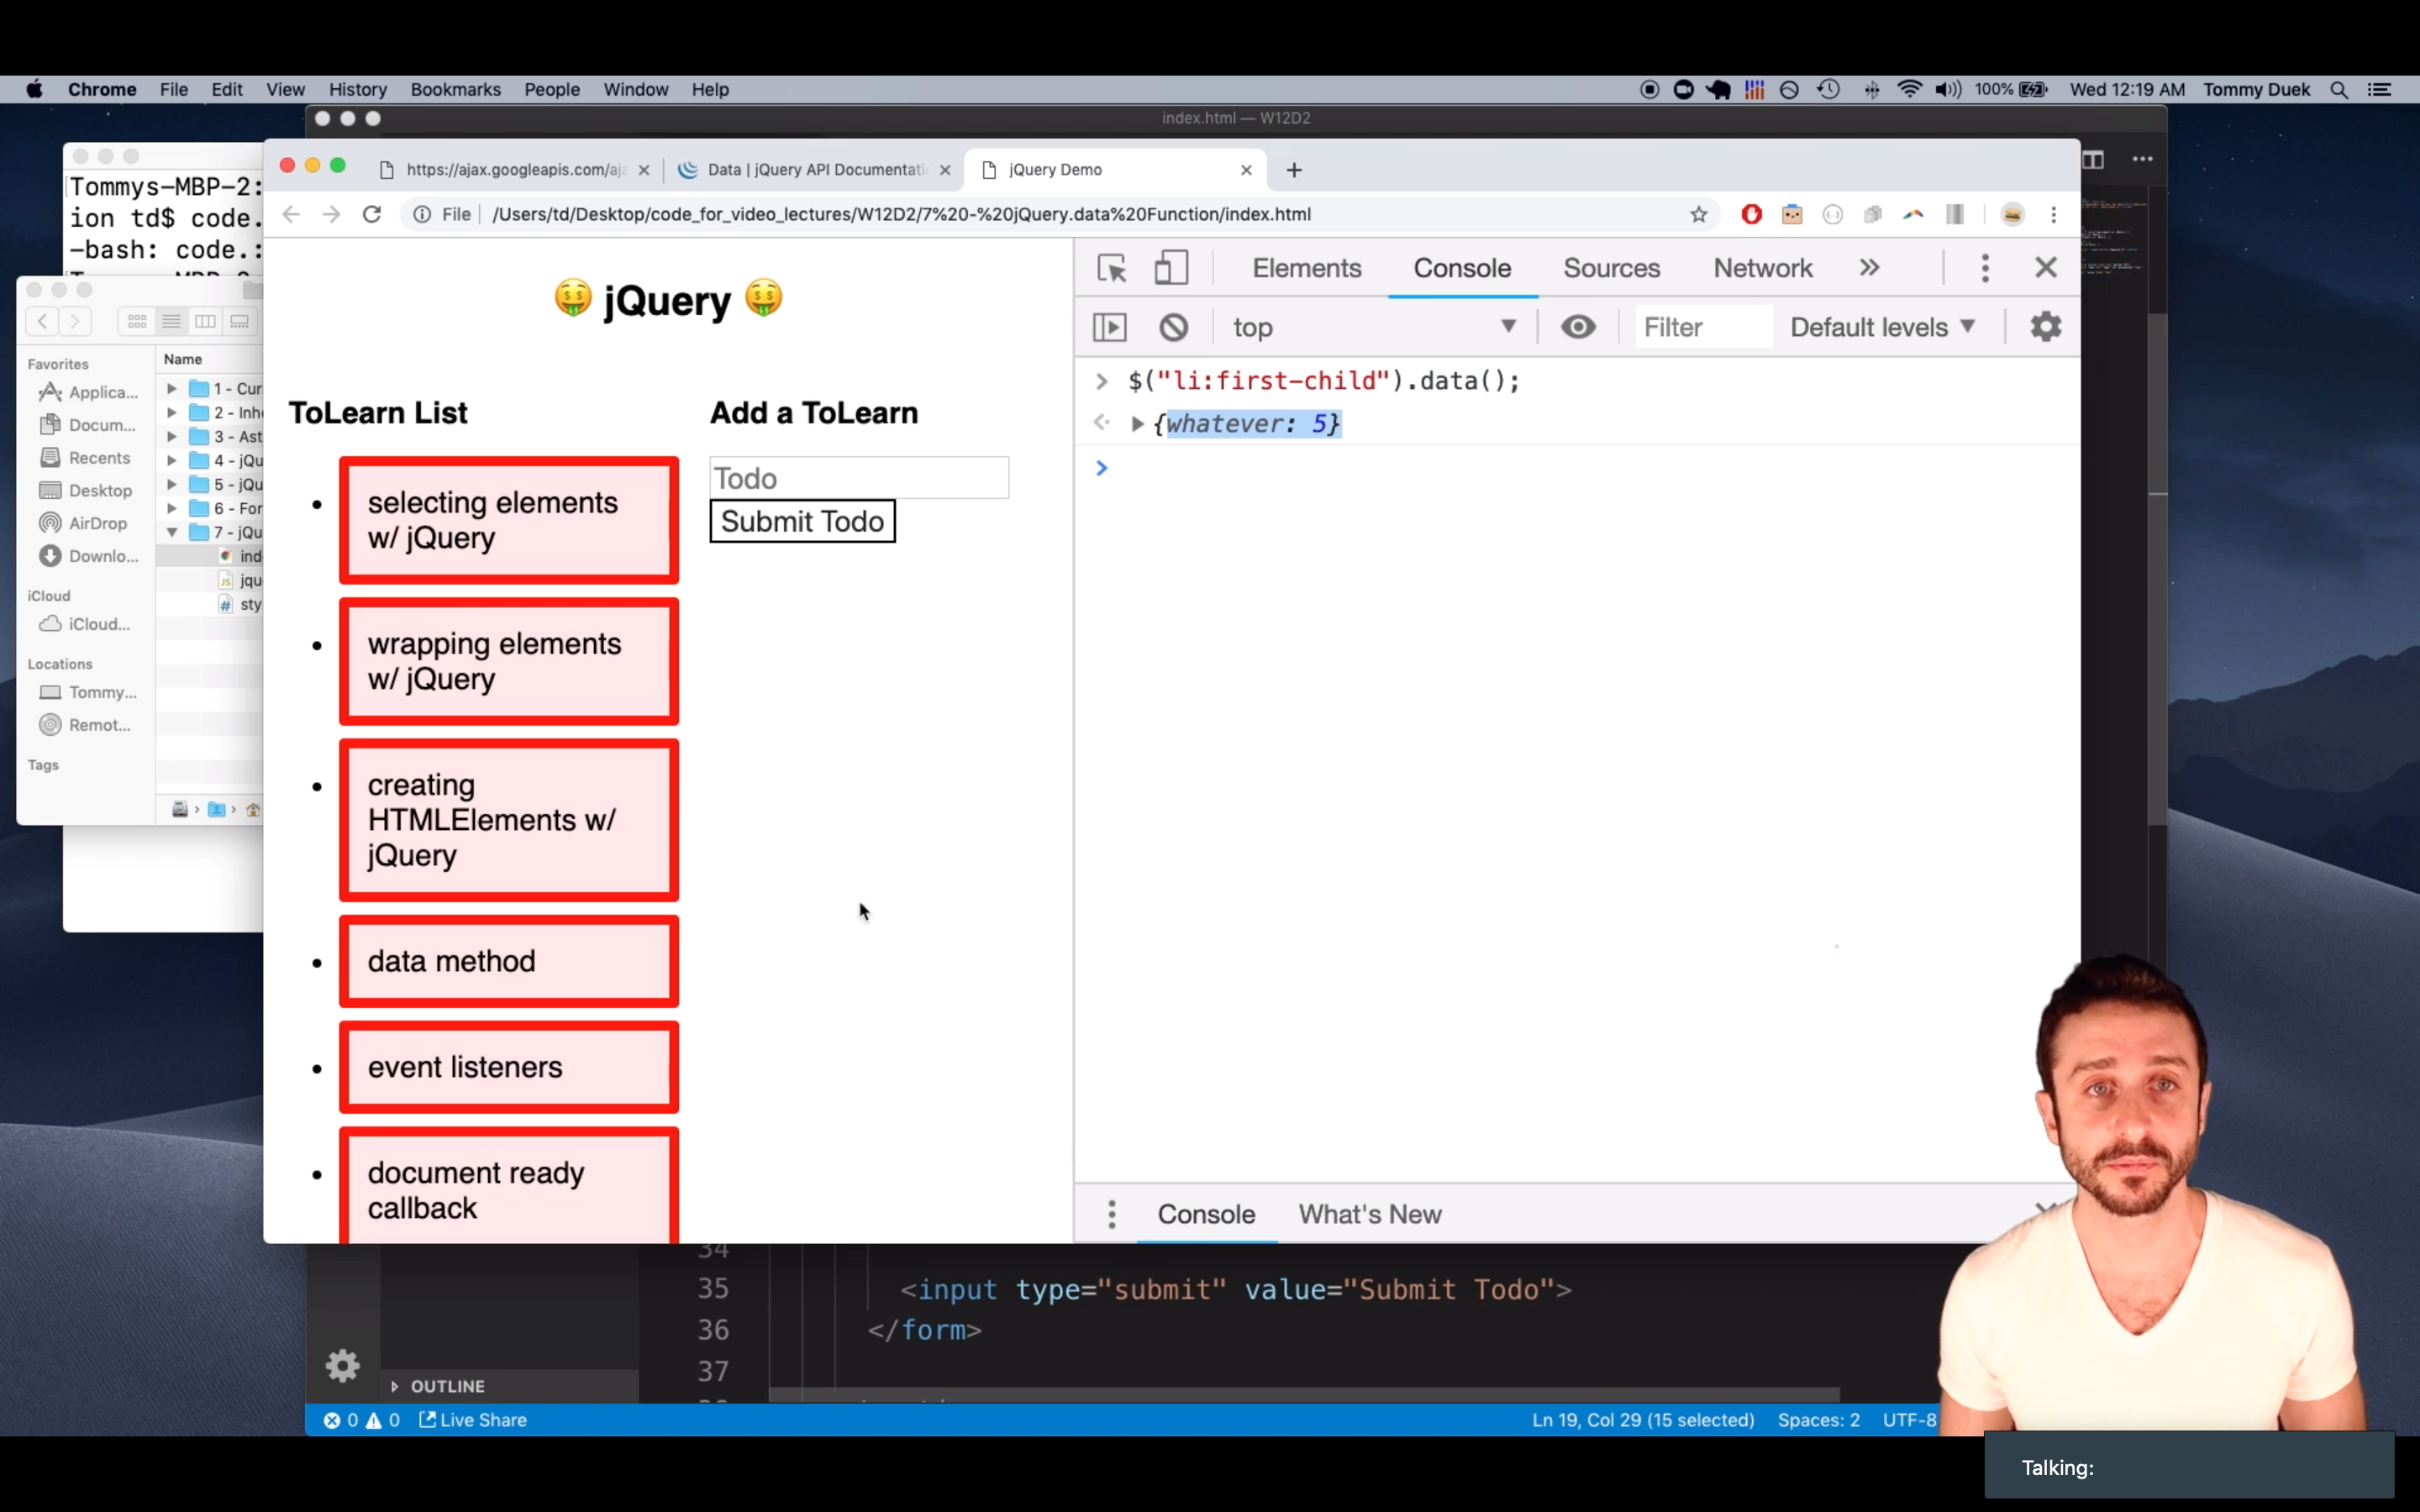 Chrome File Edit View History Bookmarks People Window Help 100% Wed 12:19 AM Tommy Duek
index.html — W12D2
Tommys-MBP-2:
ion td$ code.
-bash: code.:
https://ajax.googleapis.com/aja
Data | jQuery API Documentati
jQuery Demo
File /Users/td/Desktop/code_for_video_lectures/W12D2/7%20-%20jQuery.data%20Function/index.html
Favorites
Applica...
Docum...
Recents
Desktop
AirDrop
Downlo...
iCloud
iCloud...
Locations
Tommy...
Remot...
Tags
Name
1 - Cur
2 - Inh
3 - Ast
4 - jQu
5 - jQu
6 - For
7 - jQu
ind
jqu
sty
🤑 jQuery 🤑
ToLearn List
selecting elements
w/ jQuery
wrapping elements
w/ jQuery
creating
HTMLElements w/
jQuery
data method
event listeners
document ready
callback
Add a ToLearn
Todo
Submit Todo
Elements Console Sources Network »
top Filter Default levels
> $("li:first-child").data();
{whatever: 5}
>
Console What's New
34
35 <input type="submit" value="Submit Todo">
36 </form>
37
OUTLINE
0 0 Live Share Ln 19, Col 29 (15 selected) Spaces: 2 UTF-8
Talking: